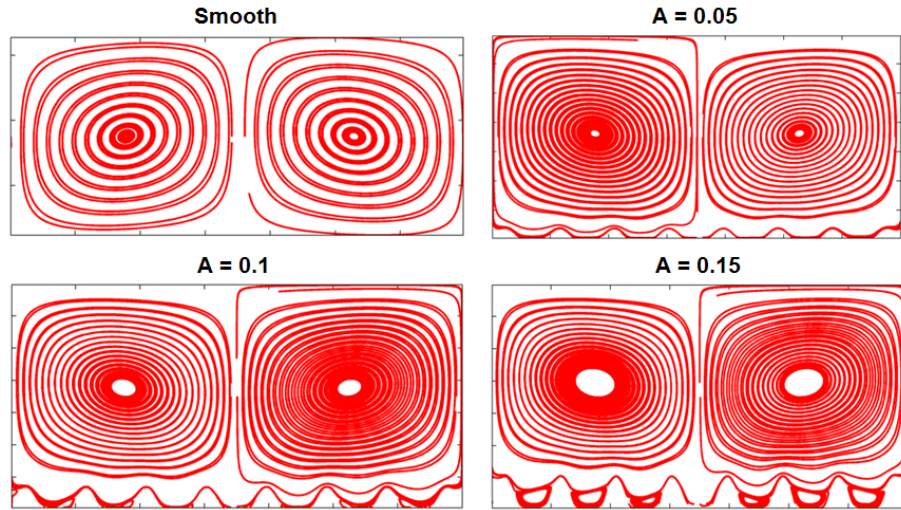 Smooth
A = 0.05
A = 0.1
A = 0.15